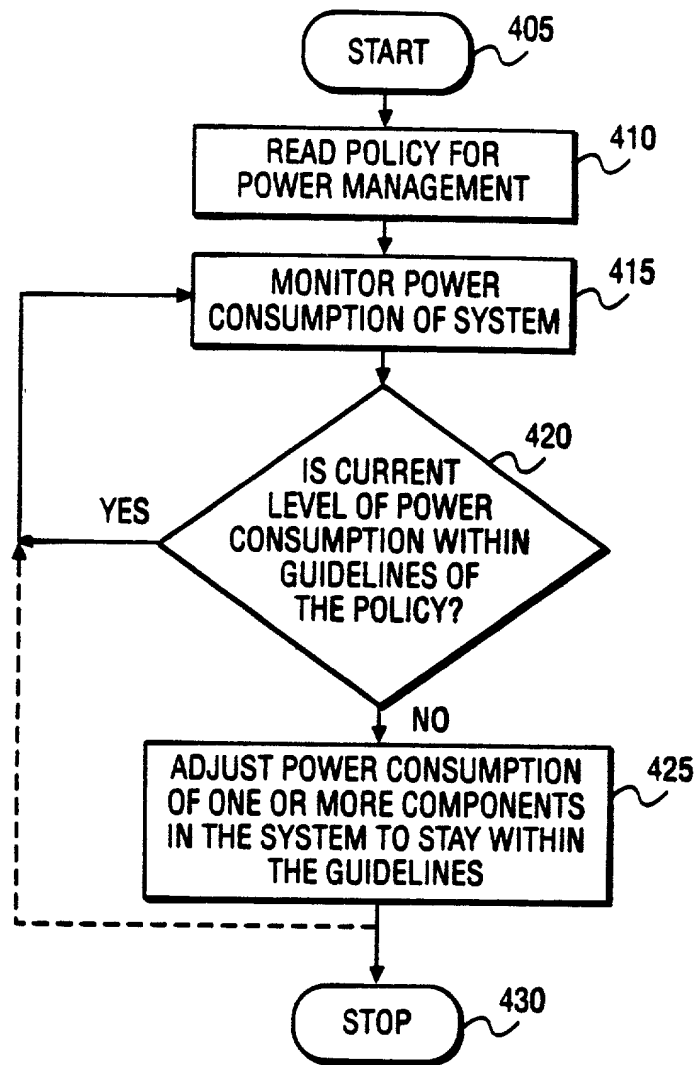 START
405
READ POLICY FOR
POWER MANAGEMENT
410
MONITOR POWER
CONSUMPTION OF SYSTEM
415
IS CURRENT
LEVEL OF POWER
CONSUMPTION WITHIN
GUIDELINES OF
THE POLICY?
420
YES
NO
ADJUST POWER CONSUMPTION
OF ONE OR MORE COMPONENTS
IN THE SYSTEM TO STAY WITHIN
THE GUIDELINES
425
STOP
430